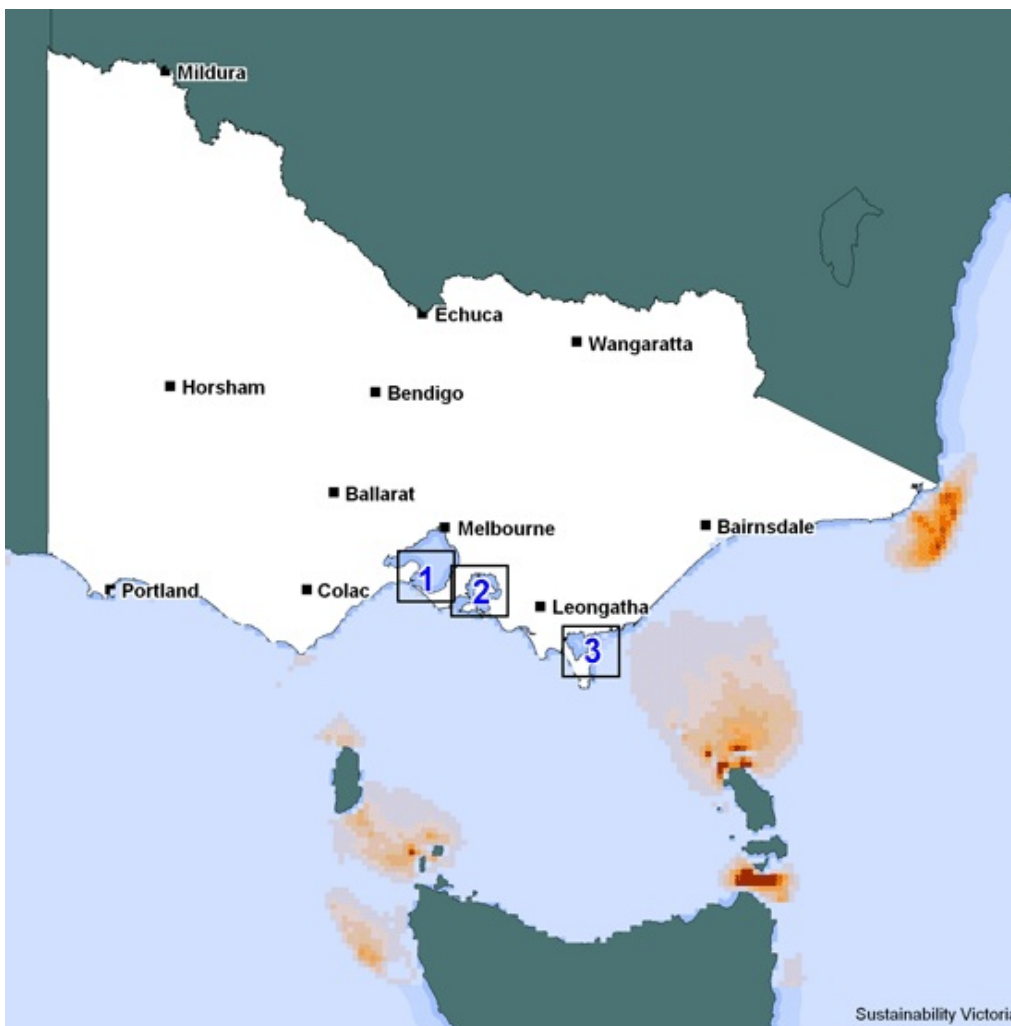 Mildura
Echuca
Wangaratta
Horsham
Bendigo
Ballarat
Melbourne
Bairnsdale
1
Portland
Colac
2
Leongatha
3
Sustainability Victoria